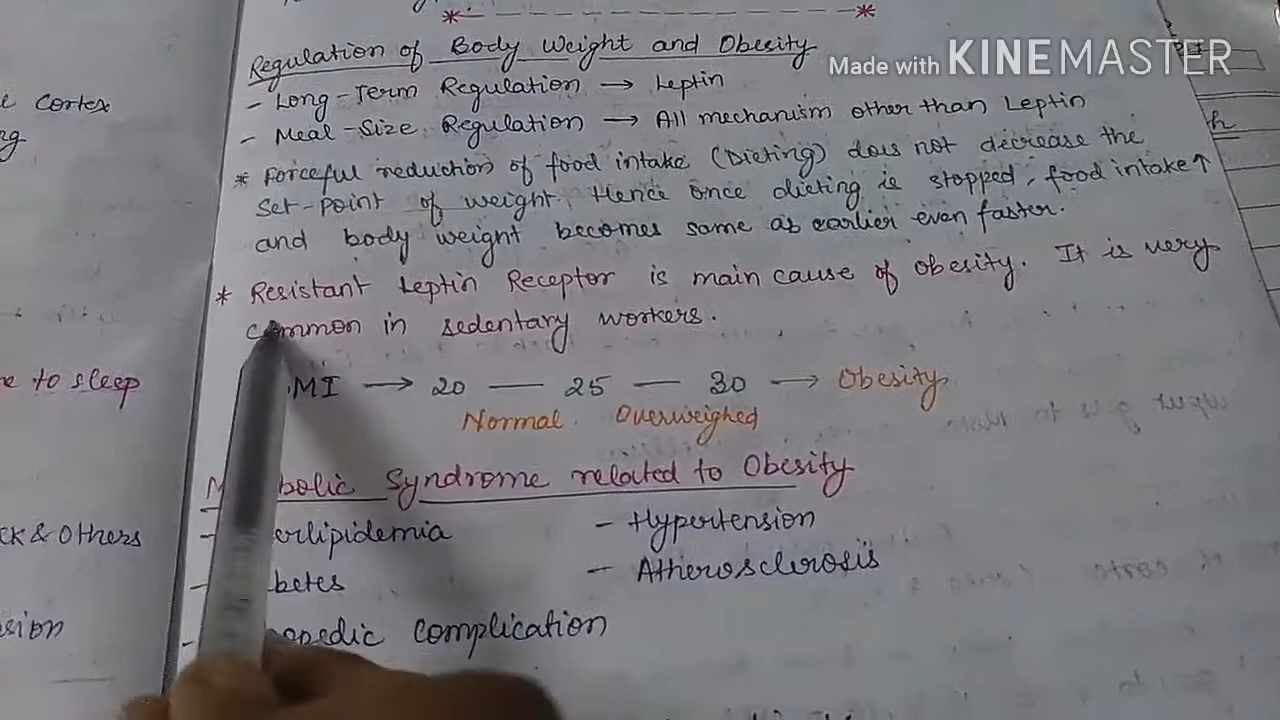 Regulation of Body Weight and Obesity
Made with KINEMASTER
- Long-Term Regulation → Leptin
- Meal-Size Regulation → All mechanism other than Leptin
* Forceful reduction of food intake (Dieting) does not decrease the
set-point of weight. Hence once dieting is stopped, food intake↑
and body weight becomes same as earlier even faster.
* Resistant Leptin Receptor is main cause of obesity. It is very
common in sedentary workers.
MI → 20 — 25 — 30 → Obesity
Normal Overweighed
M bolic Syndrome related to Obesity
- erlipidemia - Hypertension
- betes - Atherosclerosis
- opedic complication
cortex
ng
to sleep
ck & Others
sion
h